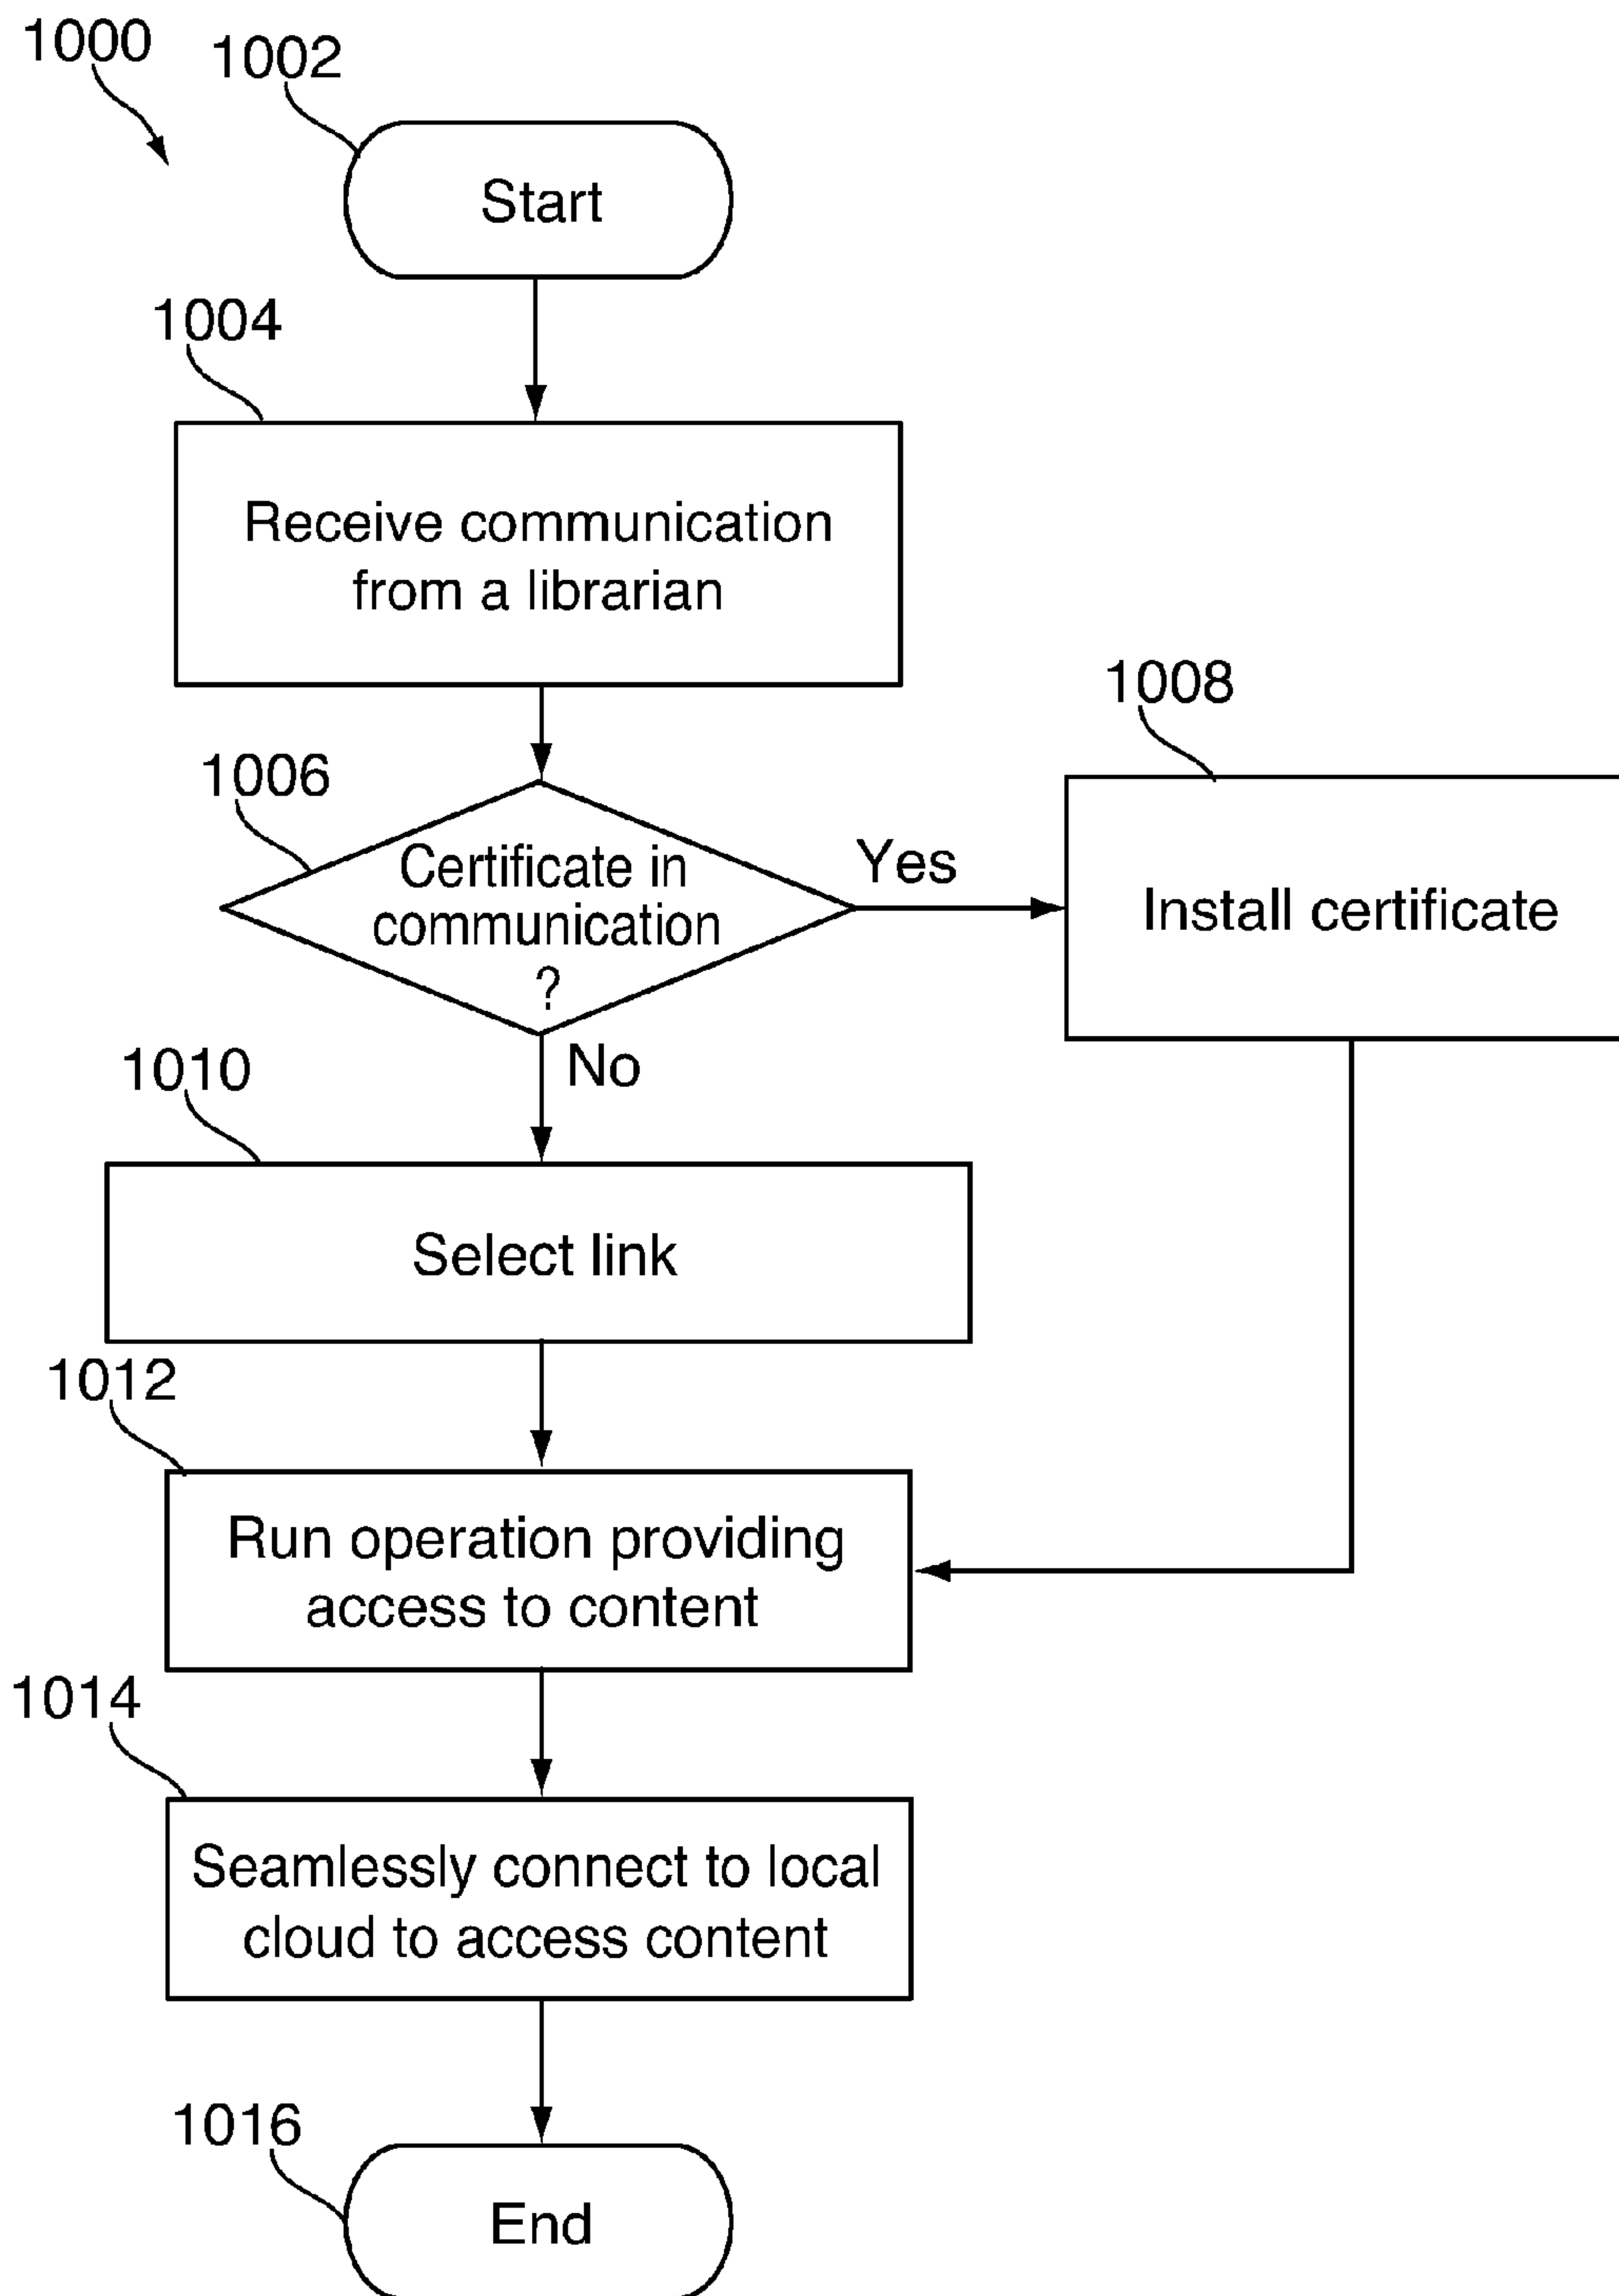 1000
1002
Start
1004
Receive communication
from a librarian
1006
Certificate in
communication
?
Yes
1008
Install certificate
No
1010
Select link
1012
Run operation providing
access to content
1014
Seamlessly connect to local
cloud to access content
1016
End